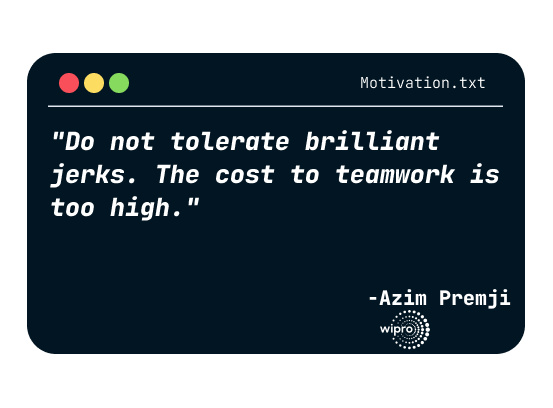 Motivation.txt
"Do not tolerate brilliant
jerks. The cost to teamwork is
too high."
-Azim Premji
wipro